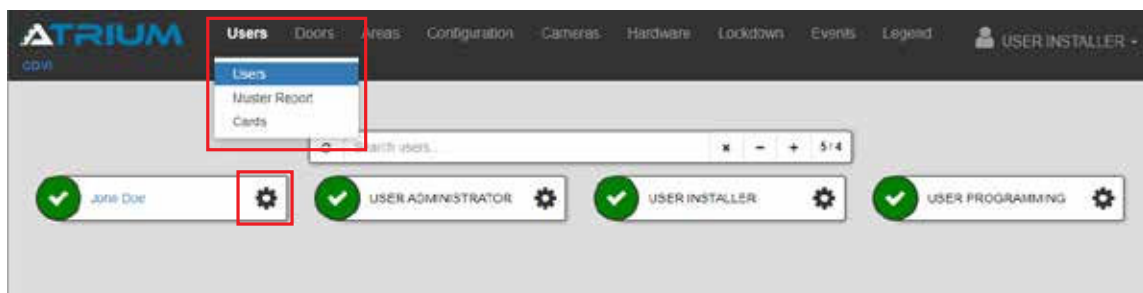 ATRIUM
CDVI
Users Doors Areas Configuration Cameras Hardware Lockdown Events Legend USER INSTALLER
Users
Muster Report
Cards
Search users...
5 / 4
Jone Doe
USER ADMINISTRATOR
USER INSTALLER
USER PROGRAMMING